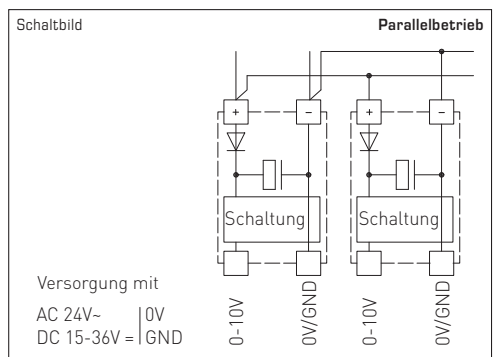 Schaltbild
Parallelbetrieb
+
–
+
–
Schaltung
Schaltung
Versorgung mit
AC 24V~ | 0V
DC 15-36V = | GND
0-10V
0V/GND
0-10V
0V/GND